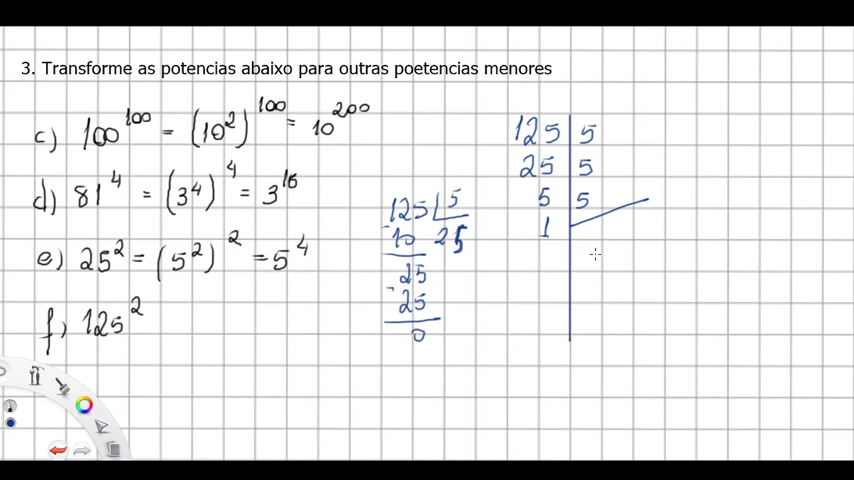 3. Transforme as potencias abaixo para outras poetencias menores
c) 100^100 = (10^2)^100 = 10^200
d) 81^4 = (3^4)^4 = 3^16
e) 25^2 = (5^2)^2 = 5^4
f) 125^2
125 5
-10 25
25
-25
0
125 5
25 5
5 5
1